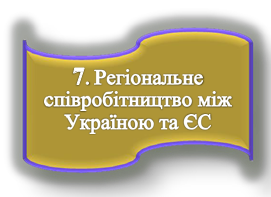 7. Регіональне
співробітництво між
Україною та ЄС